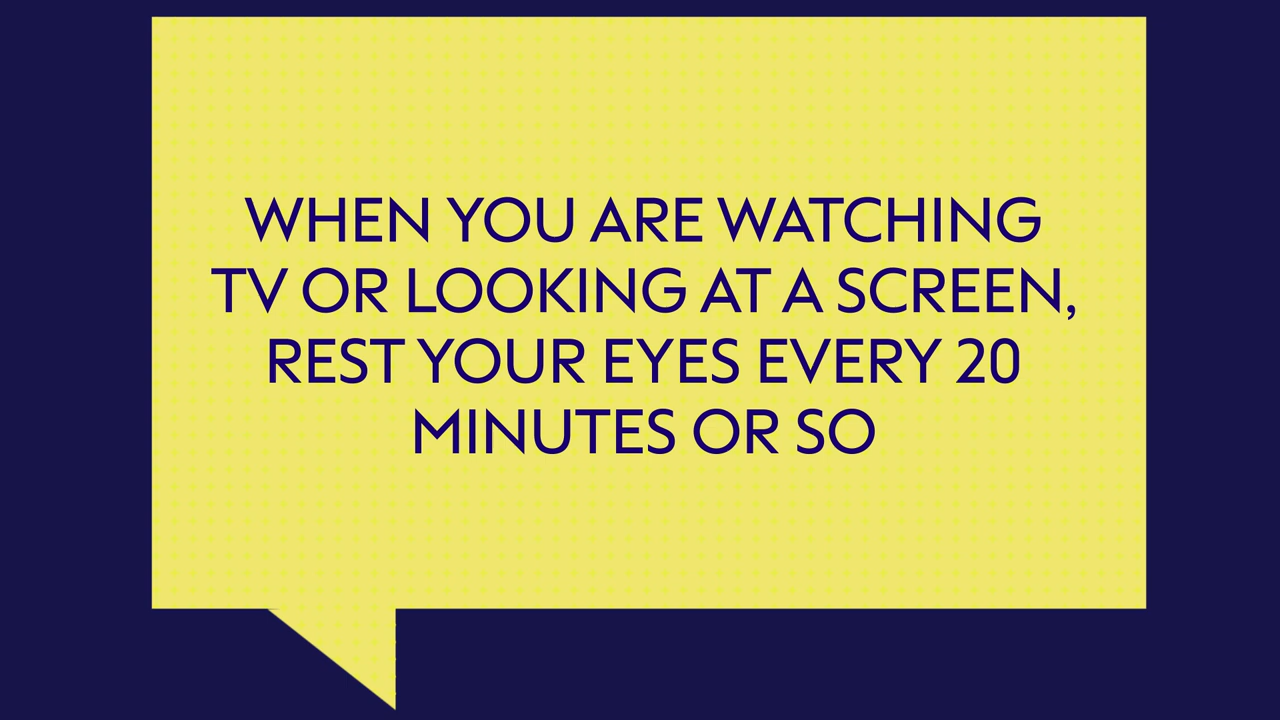 WHEN YOU ARE WATCHING
TV OR LOOKING AT A SCREEN,
REST YOUR EYES EVERY 20
MINUTES OR SO